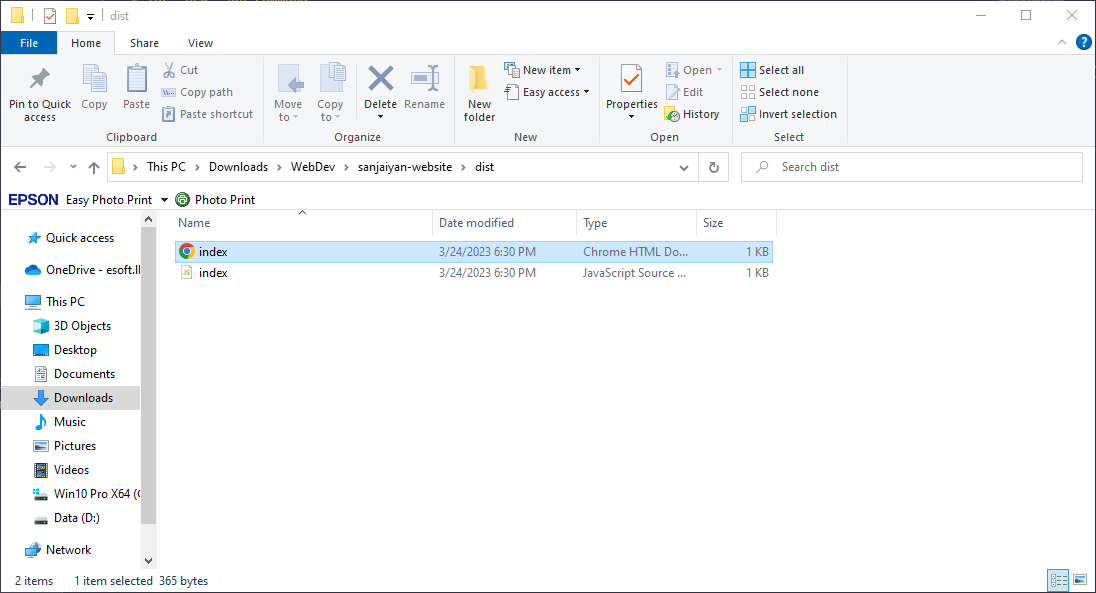 dist
File Home Share View
Pin to Quick access
Copy
Paste
Cut
Copy path
Paste shortcut
Clipboard
Move to
Copy to
Delete
Rename
Organize
New folder
New item
Easy access
New
Properties
Open
Edit
History
Open
Select all
Select none
Invert selection
Select
This PC > Downloads > WebDev > sanjaiyan-website > dist
Search dist
EPSON Easy Photo Print Photo Print
Name Date modified Type Size
index 3/24/2023 6:30 PM Chrome HTML Do... 1 KB
JS index 3/24/2023 6:30 PM JavaScript Source ... 1 KB
Quick access
OneDrive - esoft.ll
This PC
3D Objects
Desktop
Documents
Downloads
Music
Pictures
Videos
Win10 Pro X64 (C
Data (D:)
Network
2 items 1 item selected 365 bytes